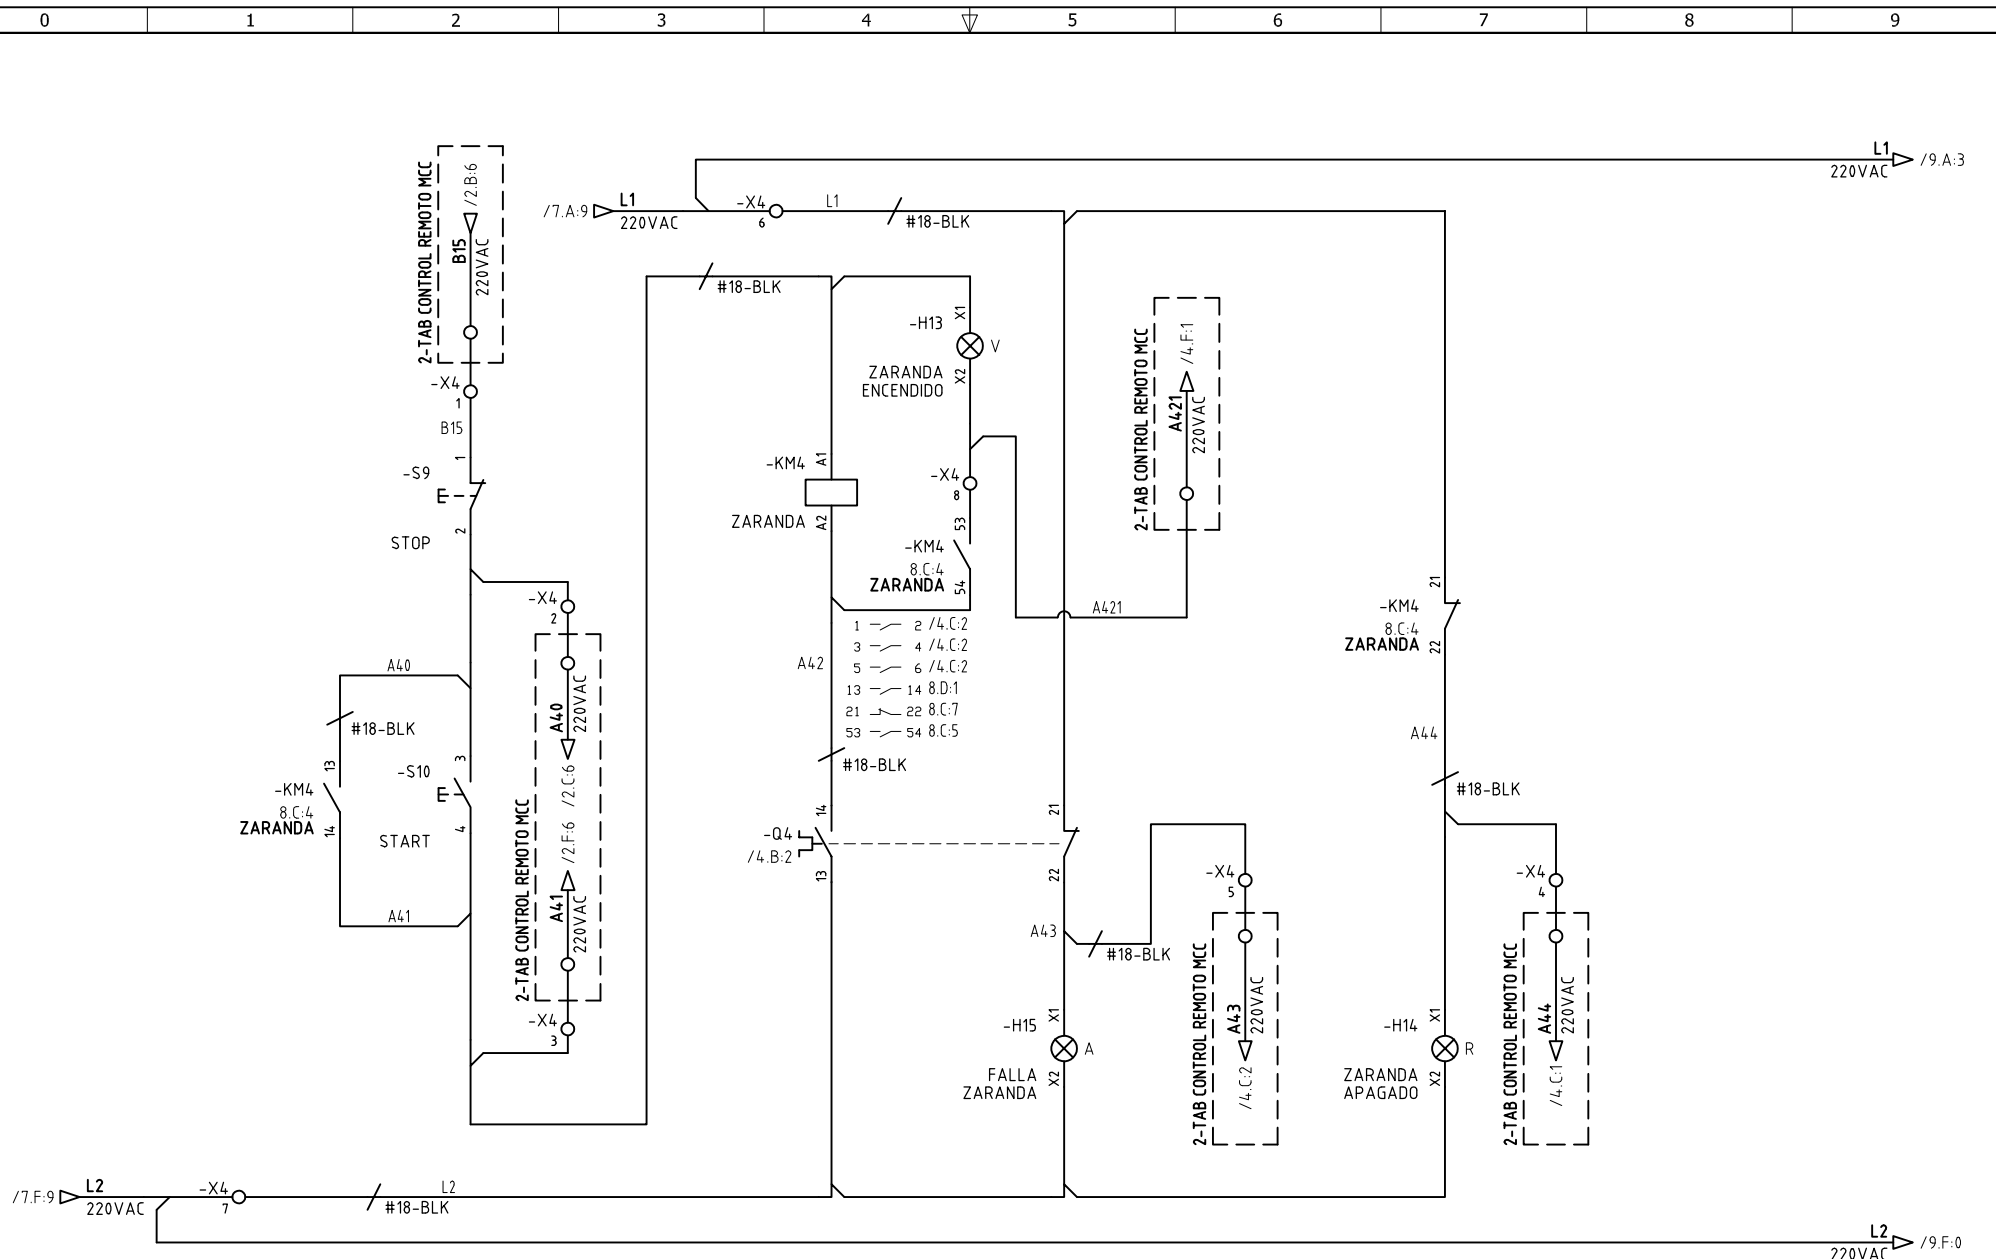 0 1 2 3 4 5 6 7 8 9
L1
220VAC
/9.A:3
/7.A:9
L1
220VAC
-X4
6
L1
#18-BLK
2-TAB CONTROL REMOTO MCC
/2.B:6
B15
220VAC
-X4
1
B15
1
-S9
2
STOP
-X4
2
A40
#18-BLK
13
-KM4
8.C:4
ZARANDA
14
3
-S10
4
START
A41
2-TAB CONTROL REMOTO MCC
A40
220VAC
/2.C:6
/2.F:6
A41
220VAC
-X4
3
#18-BLK
X1
-H13
V
ZARANDA
ENCENDIDO
X2
-KM4
A1
ZARANDA
A2
-X4
8
53
-KM4
8.C:4
ZARANDA
54
1 2 /4.C:2
3 4 /4.C:2
5 6 /4.C:2
13 14 8.D:1
21 22 8.C:7
53 54 8.C:5
A42
#18-BLK
14
-Q4
/4.B:2
13
2-TAB CONTROL REMOTO MCC
/4.F:1
A421
220VAC
A421
21
22
A43
#18-BLK
-X4
5
2-TAB CONTROL REMOTO MCC
A43
220VAC
/4.C:2
X1
-H15
A
FALLA
ZARANDA
X2
21
-KM4
8.C:4
ZARANDA
22
A44
#18-BLK
-X4
4
2-TAB CONTROL REMOTO MCC
A44
220VAC
/4.C:1
X1
-H14
R
ZARANDA
APAGADO
X2
/7.F:9
L2
220VAC
-X4
7
L2
#18-BLK
L2
220VAC
/9.F:0